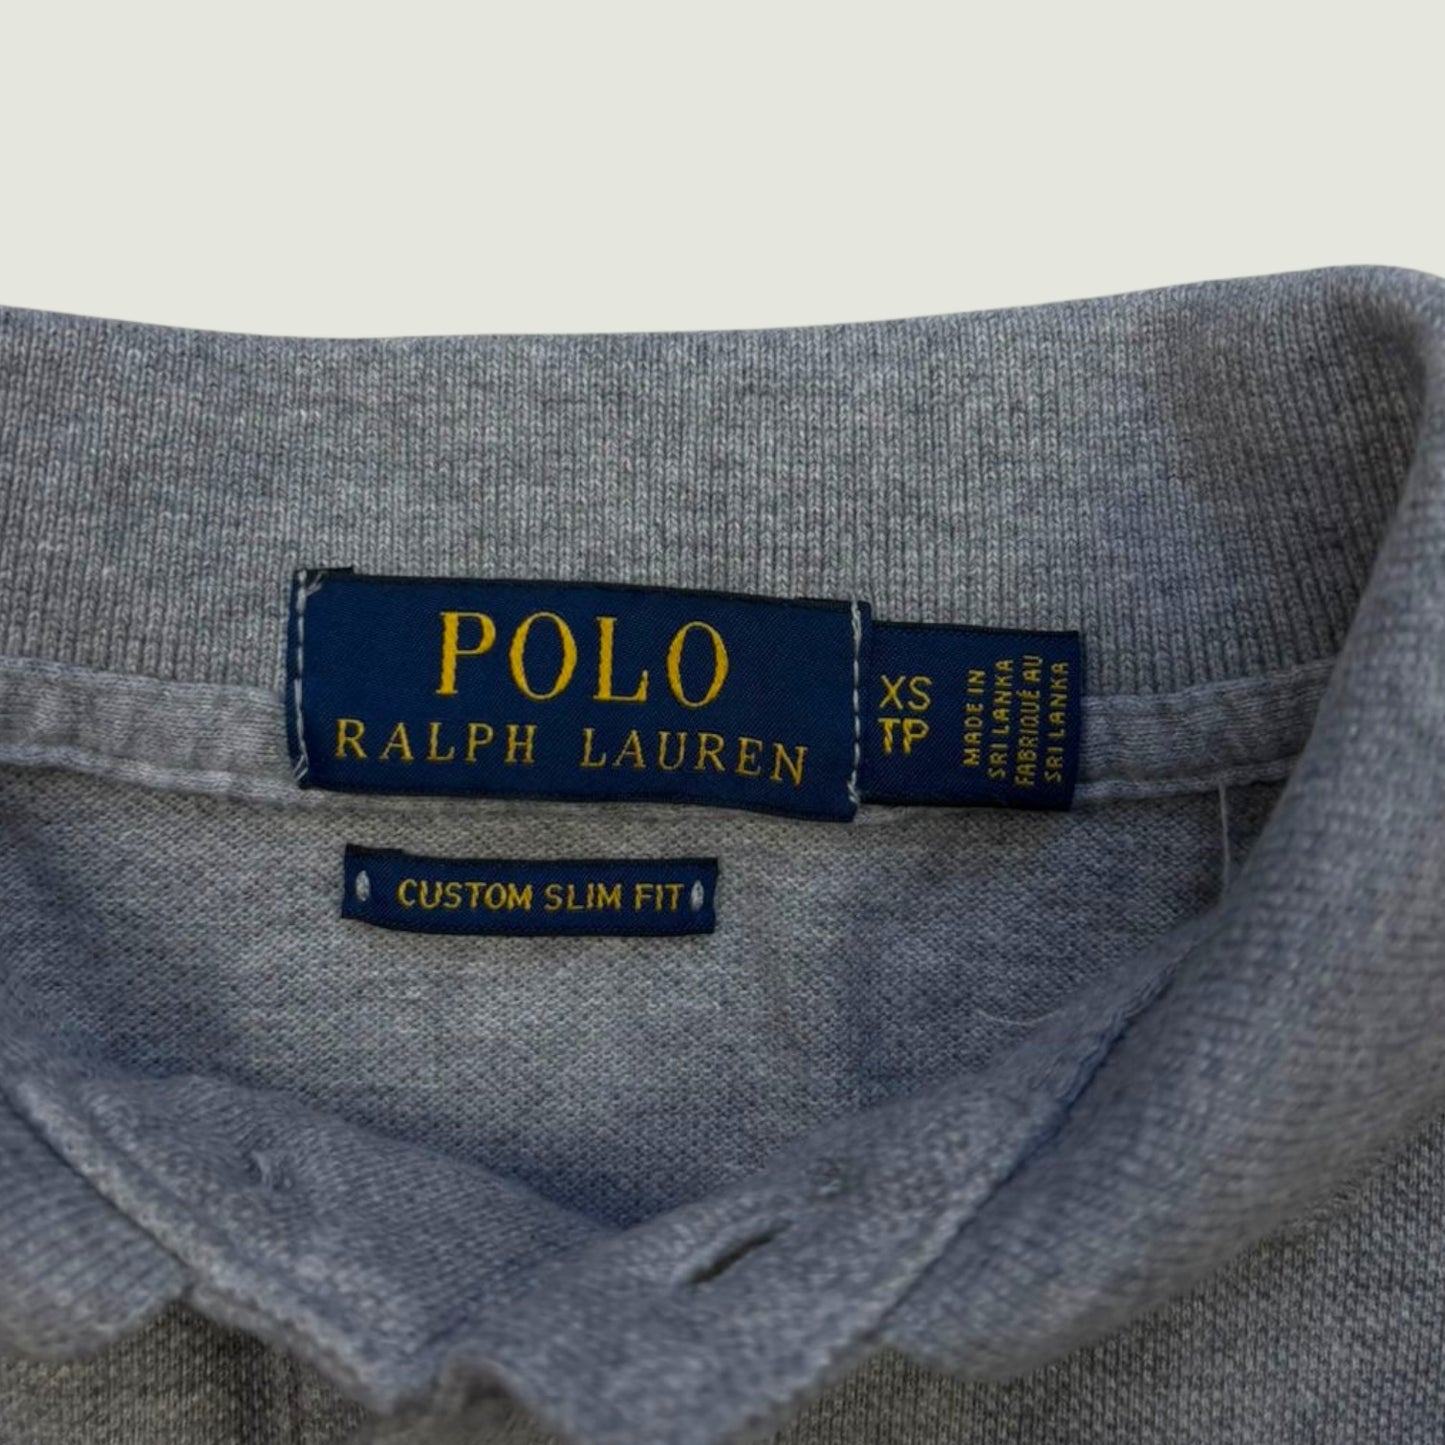 POLO
RALPH LAUREN
XS
TP
MADE IN
SRI LANKA
FABRIQUÉ AU
SRI LANKA
CUSTOM SLIM FIT